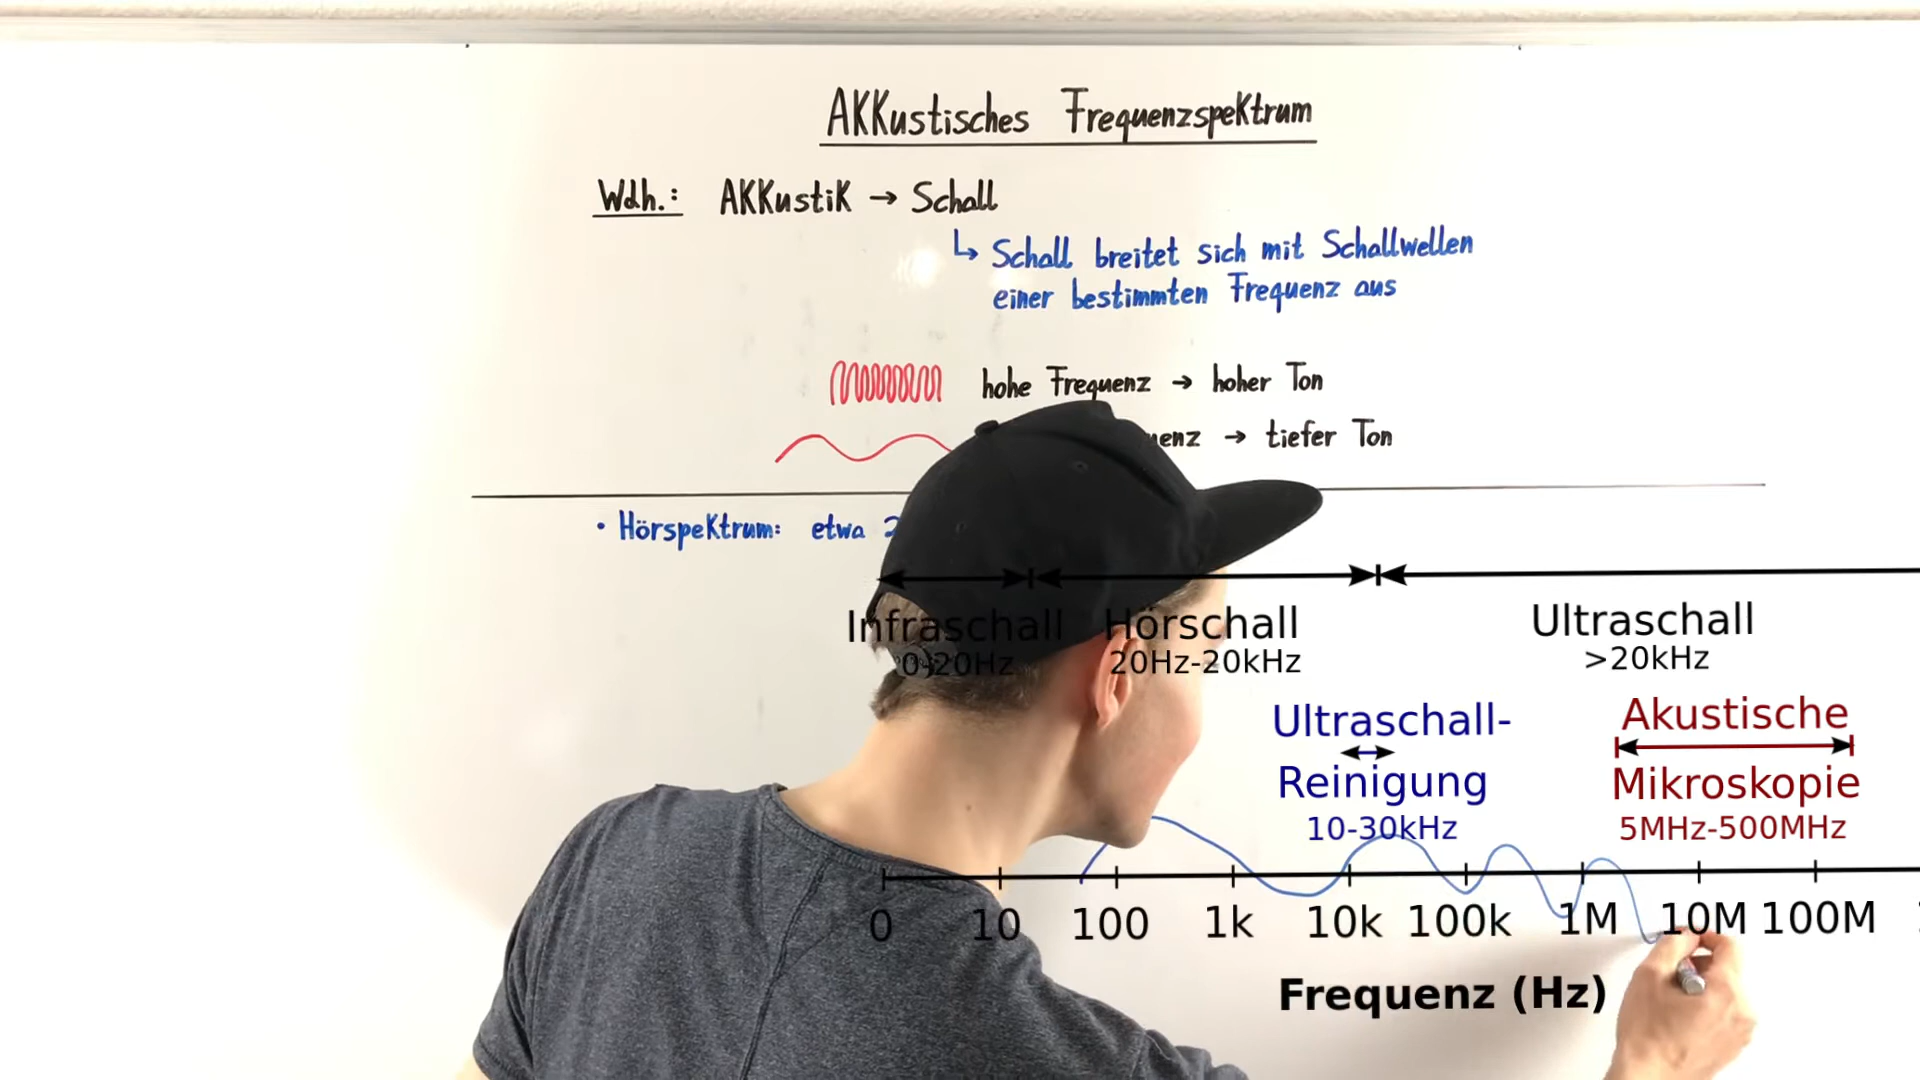 AKKustisches Frequenzspektrum
Wdh.: AKKustik → Schall
↳ Schall breitet sich mit Schallwellen
einer bestimmten Frequenz aus
hohe Frequenz → hoher Ton
→ tiefer Ton
• Hörspektrum: etwa
Infraschall Hörschall Ultraschall
20Hz 20Hz-20kHz >20kHz
Ultraschall- Akustische
Reinigung Mikroskopie
10-30kHz 5MHz-500MHz
0 10 100 1k 10k 100k 1M 10M 100M
Frequenz (Hz)